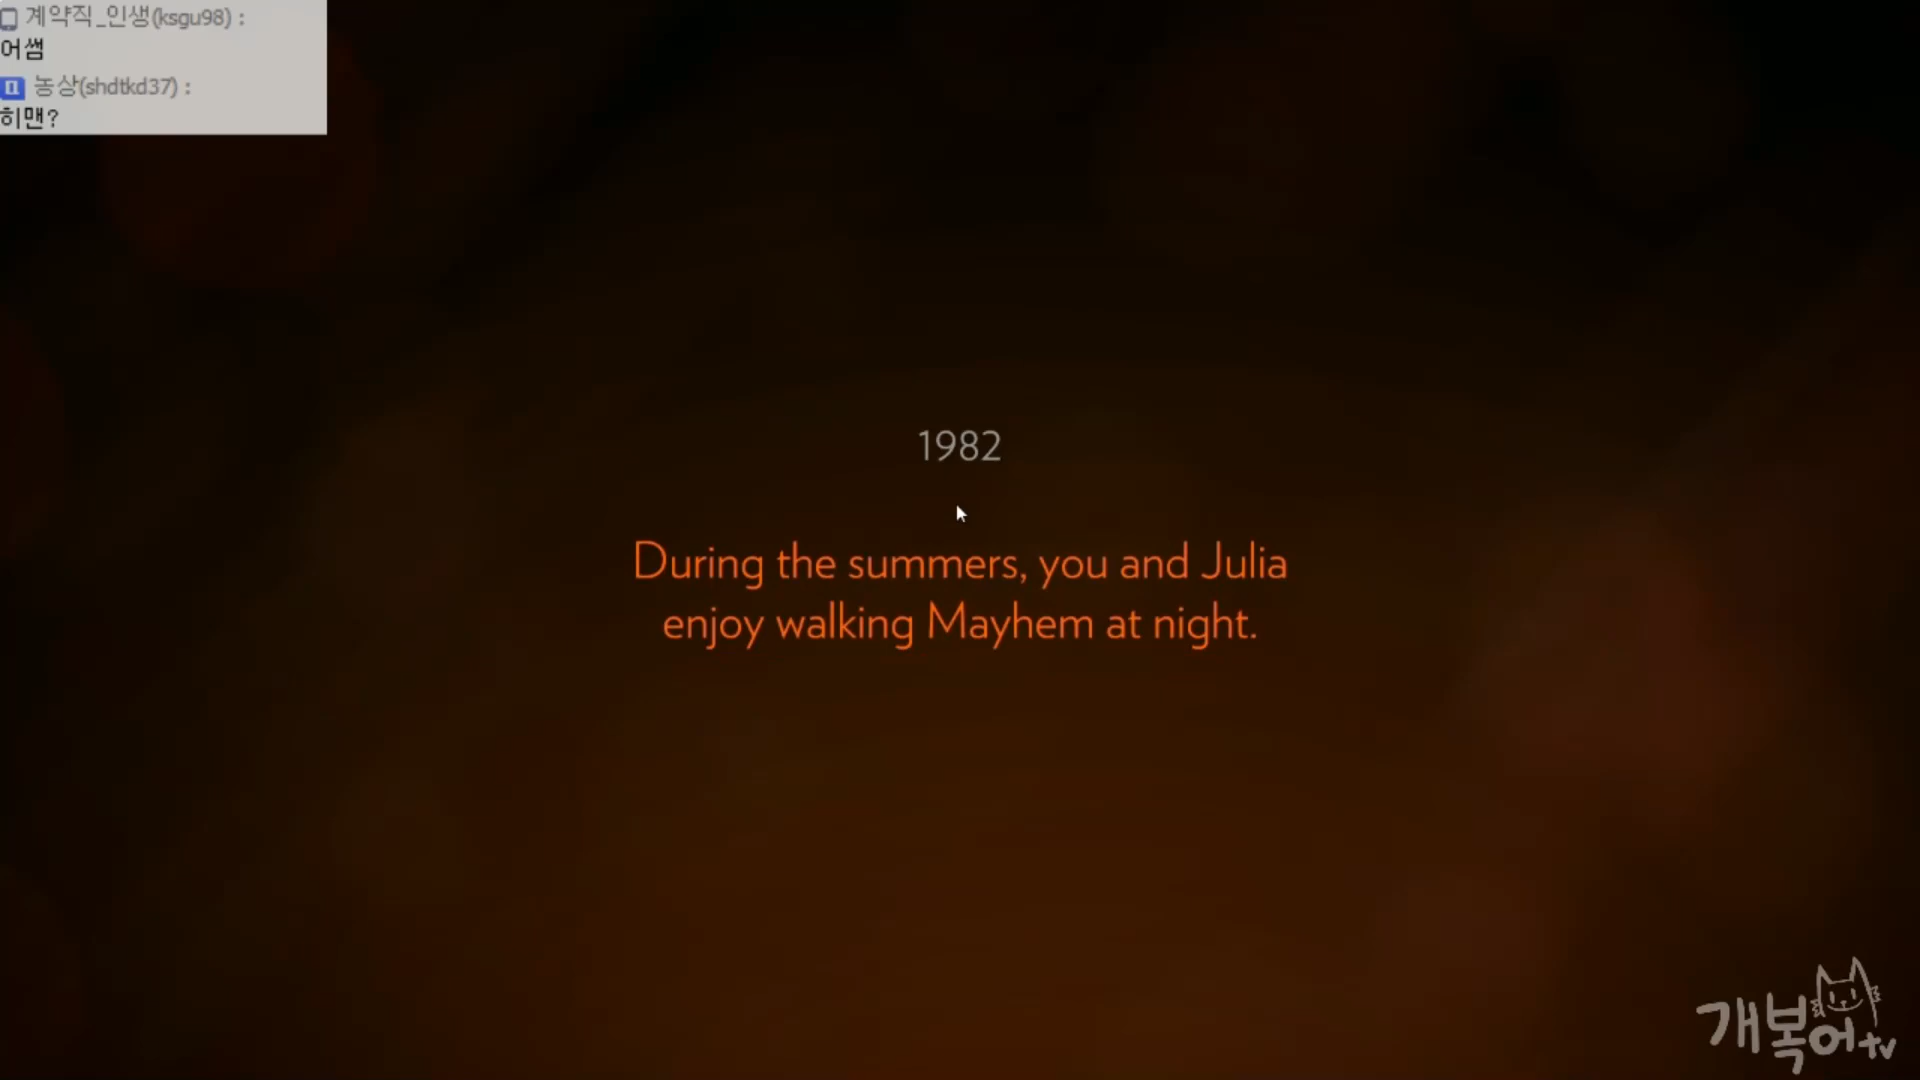 계약직_인생(ksgu98) :
어쌤
농상(shdtkd37) :
히맨?
1982
During the summers, you and Julia
enjoy walking Mayhem at night.
개복어tv